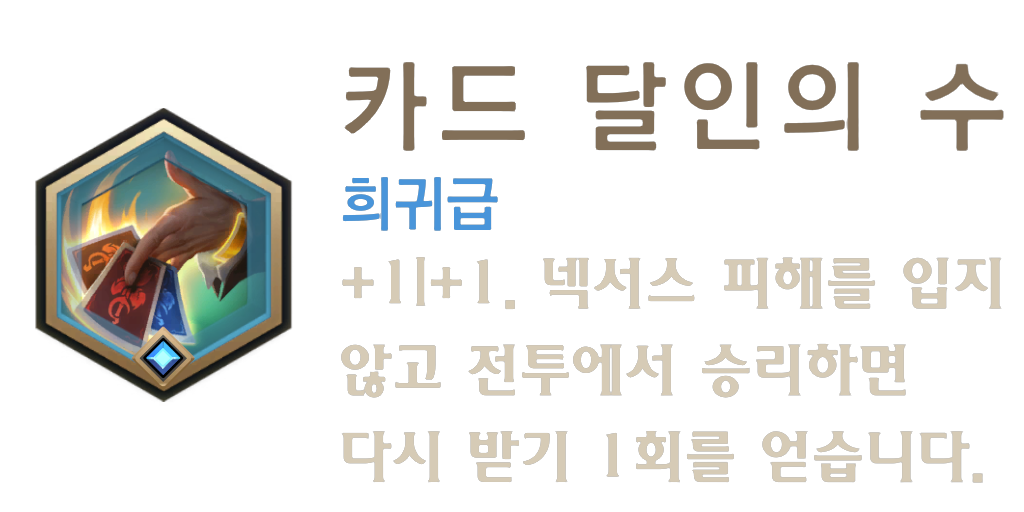 카드 달인의 수
희귀급
+1|+1. 넥서스 피해를 입지
않고 전투에서 승리하면
다시 받기 1회를 얻습니다.